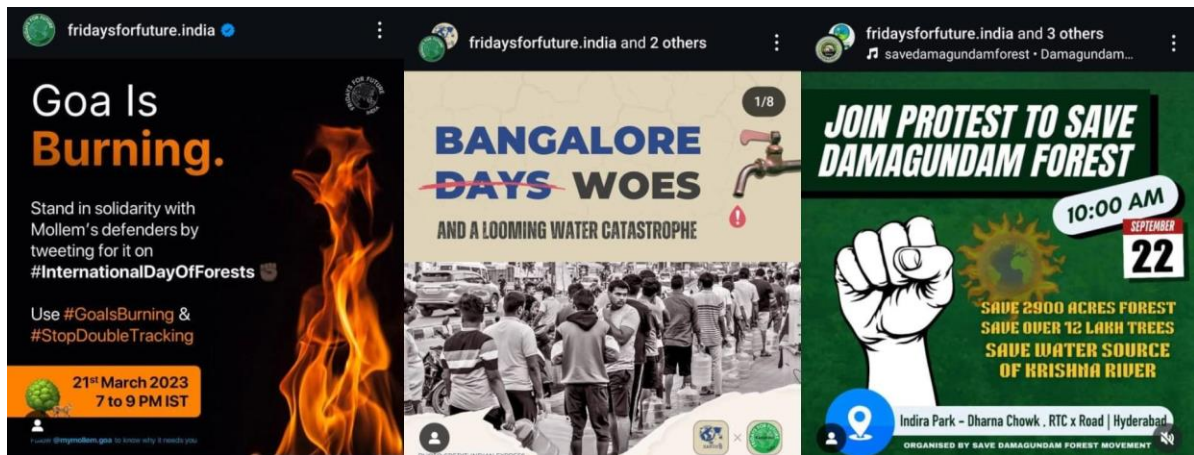 fridaysforfuture.india
FRIDAYS FOR FUTURE
Goa Is
Burning.
Stand in solidarity with
Mollem's defenders by
tweeting for it on
#InternationalDayOfForests
Use #GoaIsBurning &
#StopDoubleTracking
21st March 2023
7 to 9 PM IST
Follow @mymollem.goa to know why it needs you
fridaysforfuture.india and 2 others
1/8
BANGALORE
DAYS WOES
AND A LOOMING WATER CATASTROPHE
fridaysforfuture.india and 3 others
savedamagundamforest • Damagundam...
JOIN PROTEST TO SAVE
DAMAGUNDAM FOREST
10:00 AM
SEPTEMBER
22
SAVE 2900 ACRES FOREST
SAVE OVER 12 LAKH TREES
SAVE WATER SOURCE
OF KRISHNA RIVER
Indira Park - Dharna Chowk . RTC x Road | Hyderabad
ORGANISED BY SAVE DAMAGUNDAM FOREST MOVEMENT